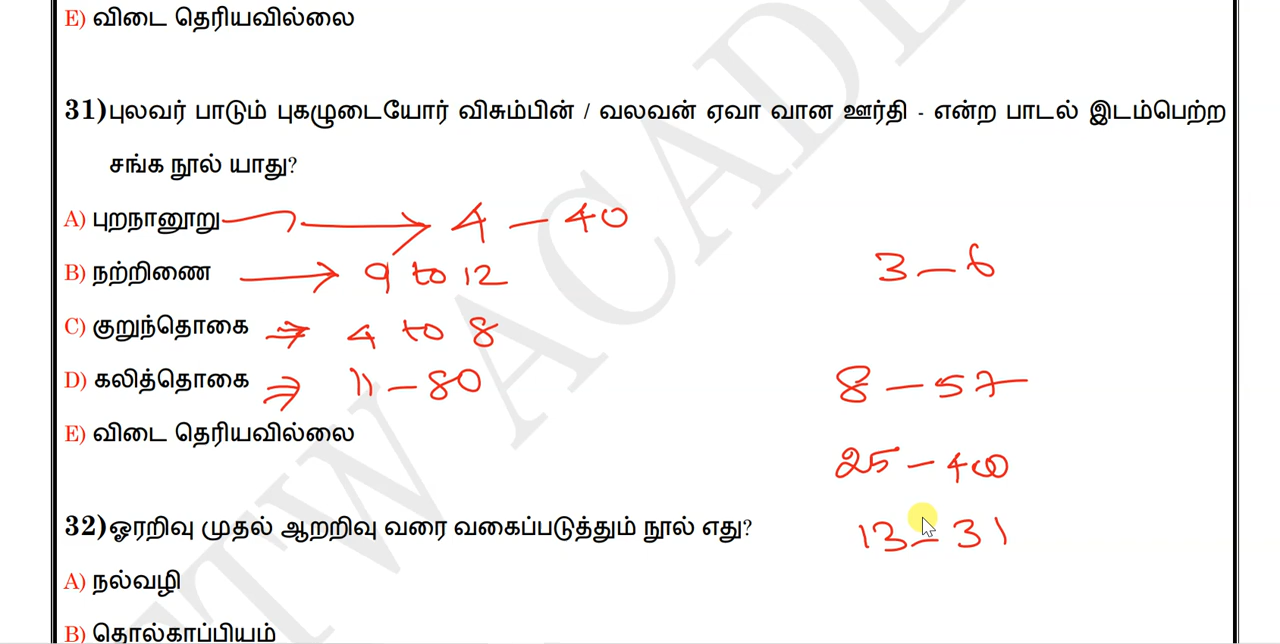 E) விடை தெரியவில்லை
31)புலவர் பாடும் புகழுடையோர் விசும்பின் / வலவன் ஏவா வான ஊர்தி - என்ற பாடல் இடம்பெற்ற
சங்க நூல் யாது?
A) புறநானூறு 4 – 40
3 – 6
B) நற்றிணை 9 to 12
C) குறுந்தொகை 4 to 8
D) கலித்தொகை 11 – 80
8 – 57
E) விடை தெரியவில்லை
25 – 400
32)ஓரறிவு முதல் ஆறறிவு வரை வகைப்படுத்தும் நூல் எது?
13 – 31
A) நல்வழி
B) தொல்காப்பியம்
TW ACAD